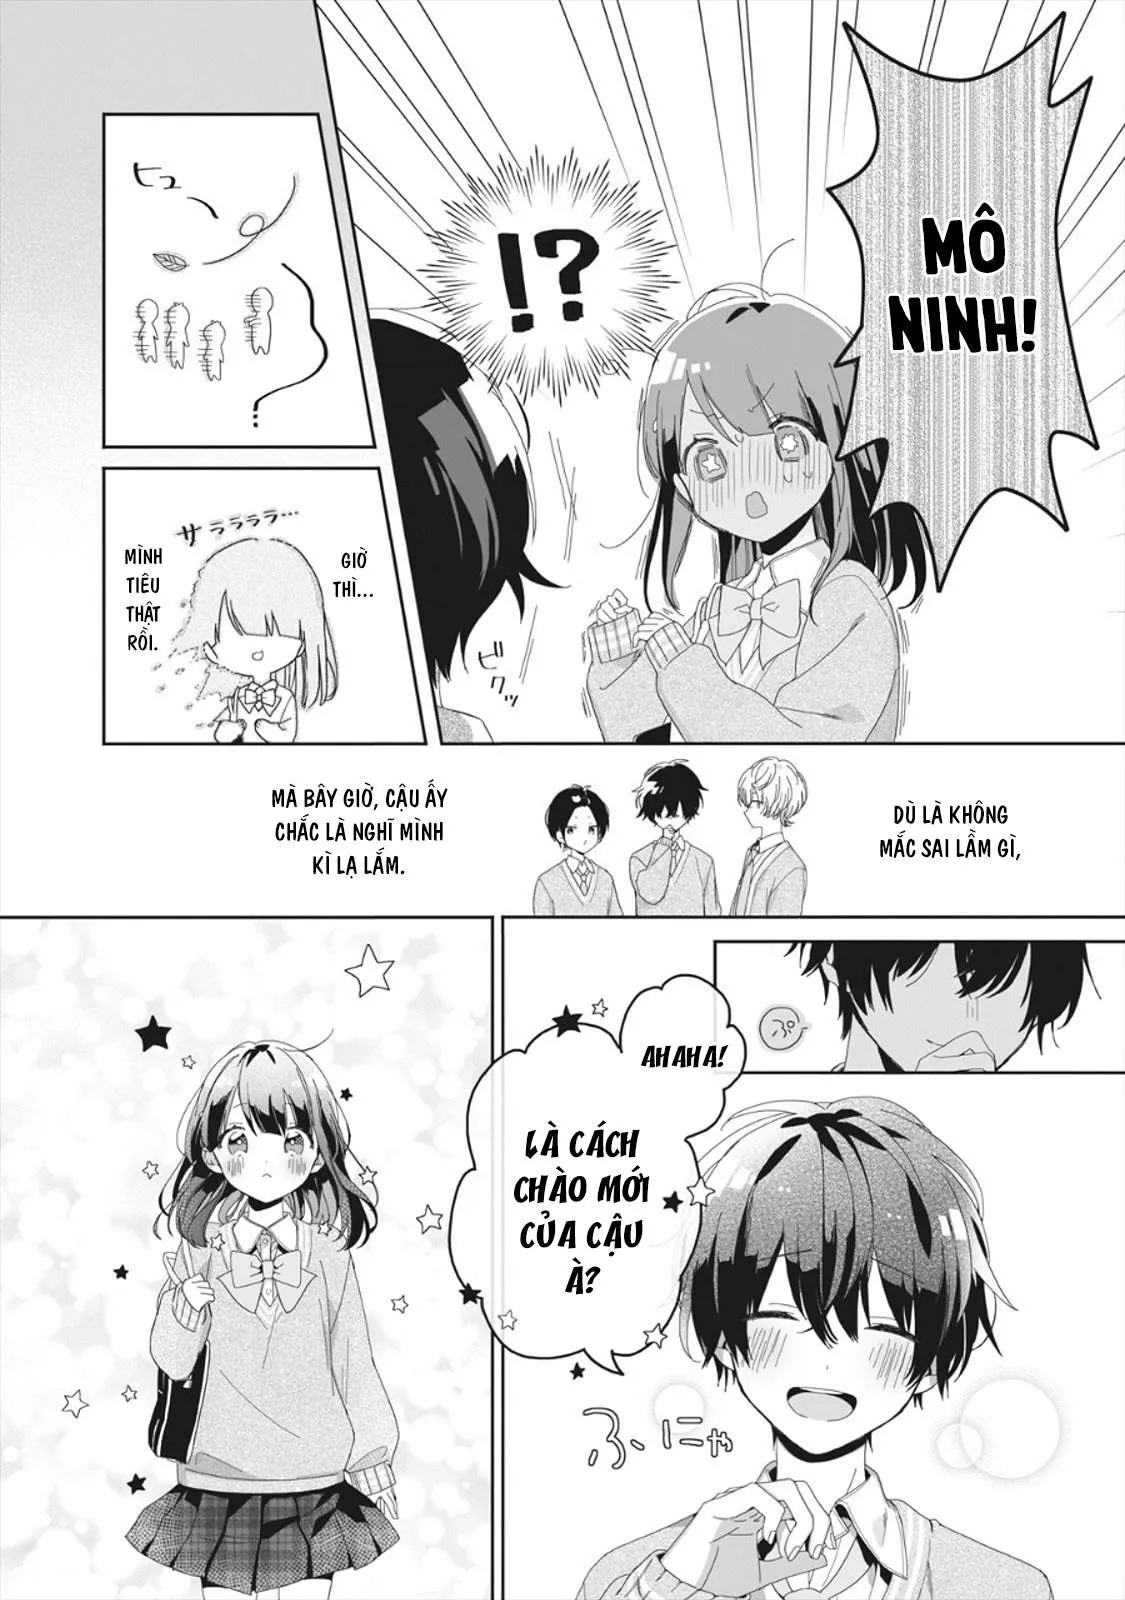 MÔ
NINH!
!?
ビクッ
ヒュ
サララララ...
GIỜ
THÌ...
MÌNH
TIÊU
THẬT
RỒI.
DÙ LÀ KHÔNG
MẮC SAI LẦM GÌ,
MÀ BÂY GIỜ, CẬU ẤY
CHẮC LÀ NGHĨ MÌNH
KÌ LẠ LẮM.
ぷ
AHAHA!
LÀ CÁCH
CHÀO MỚI
CỦA CẬU
À?
ふにゃ